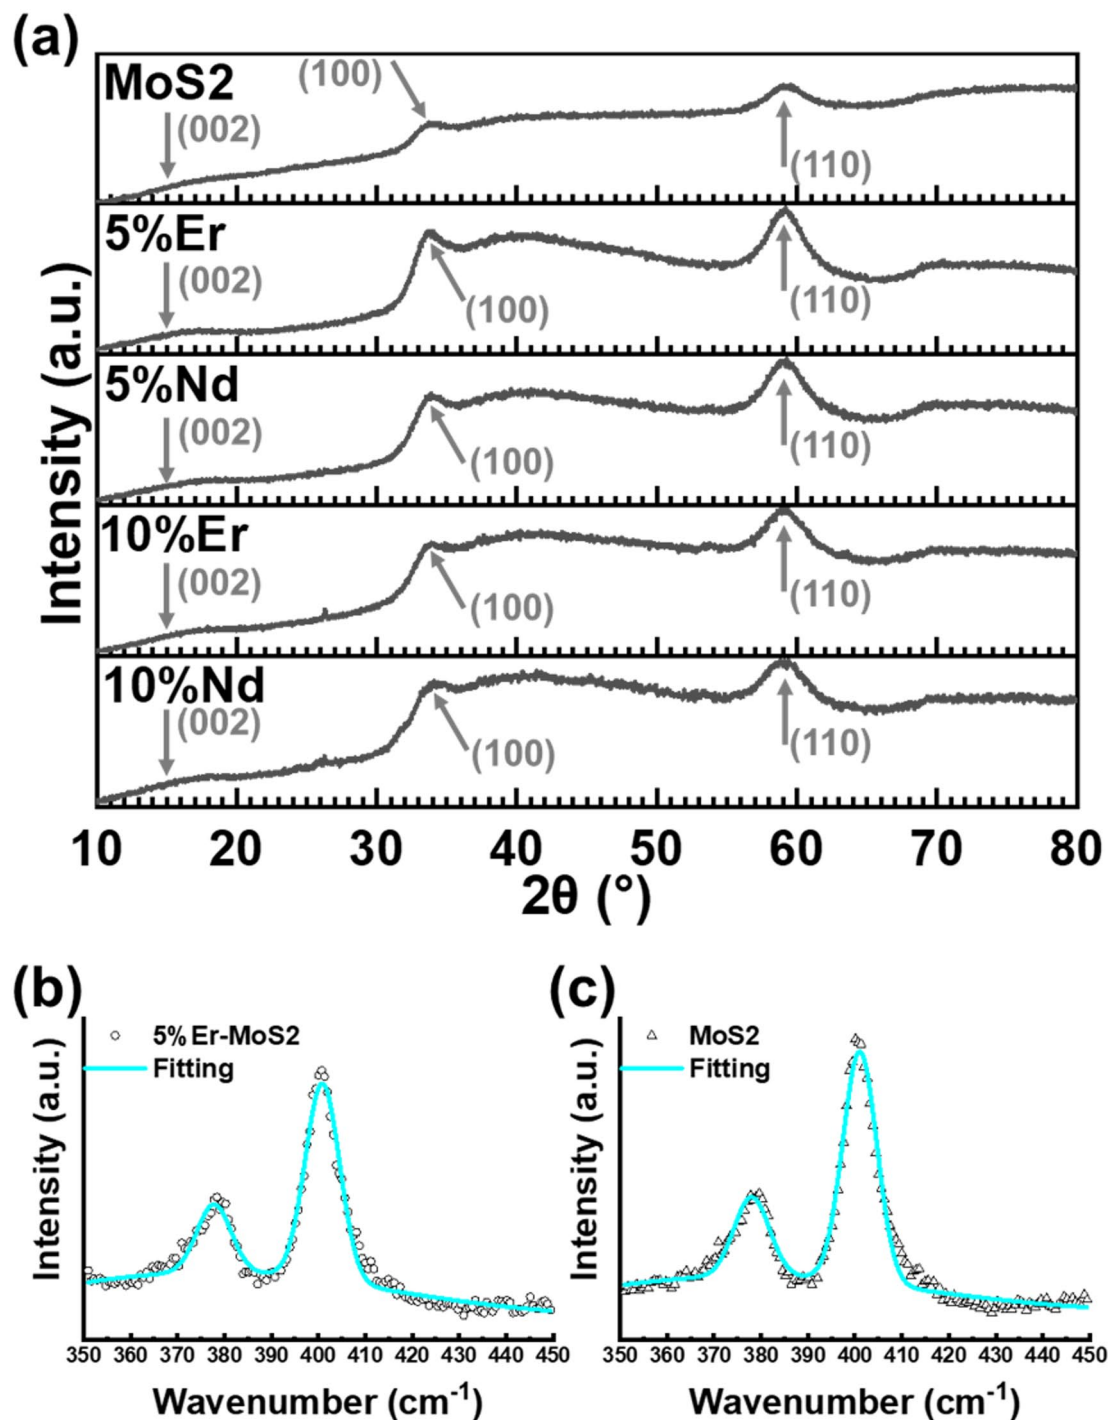 (a)
MoS2
(100)
(002)
(110)
5%Er
(002)
(100)
(110)
5%Nd
(002)
(100)
(110)
10%Er
(002)
(100)
(110)
10%Nd
(002)
(100)
(110)
Intensity (a.u.)
10 20 30 40 50 60 70 80
2θ (°)
(b)
5%Er-MoS2
Fitting
Intensity (a.u.)
350 360 370 380 390 400 410 420 430 440 450
Wavenumber (cm-1)
(c)
MoS2
Fitting
Intensity (a.u.)
350 360 370 380 390 400 410 420 430 440 450
Wavenumber (cm-1)